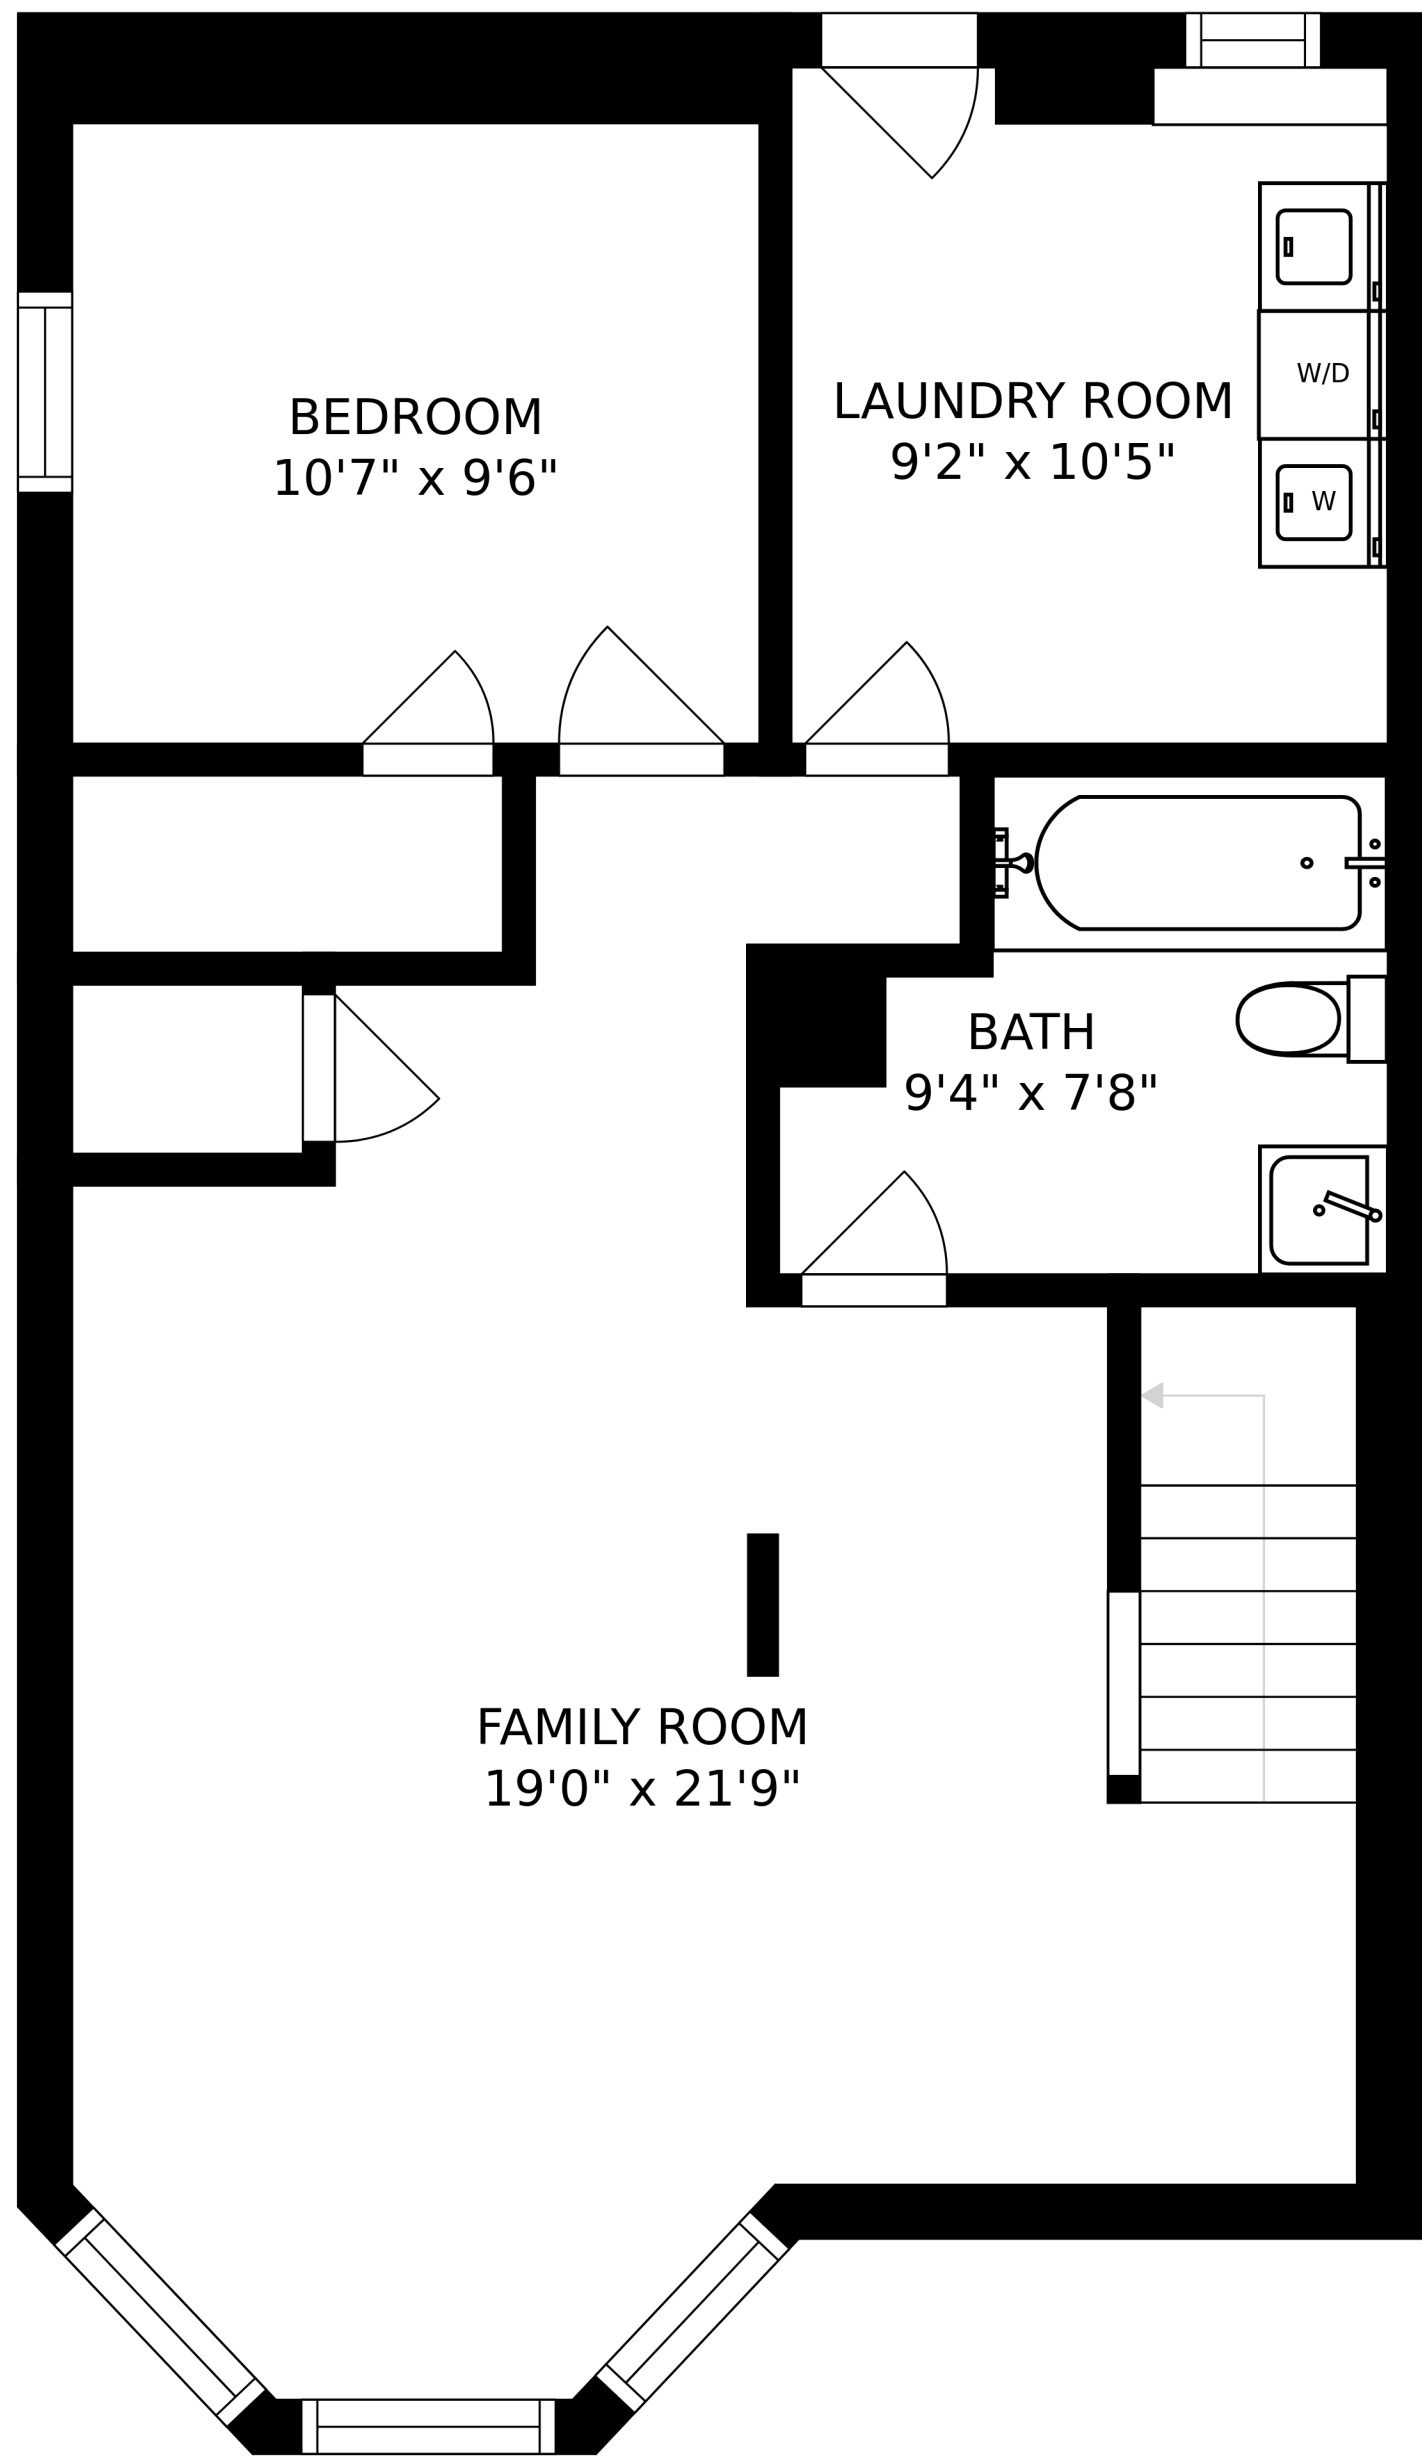 BEDROOM
10'7" x 9'6"
LAUNDRY ROOM
9'2" x 10'5"
W/D
W
BATH
9'4" x 7'8"
FAMILY ROOM
19'0" x 21'9"